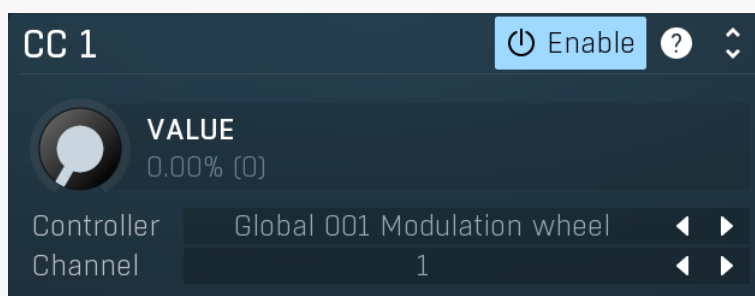 CC 1 Enable ?
VALUE
0.00% (0)
Controller Global 001 Modulation wheel
Channel 1